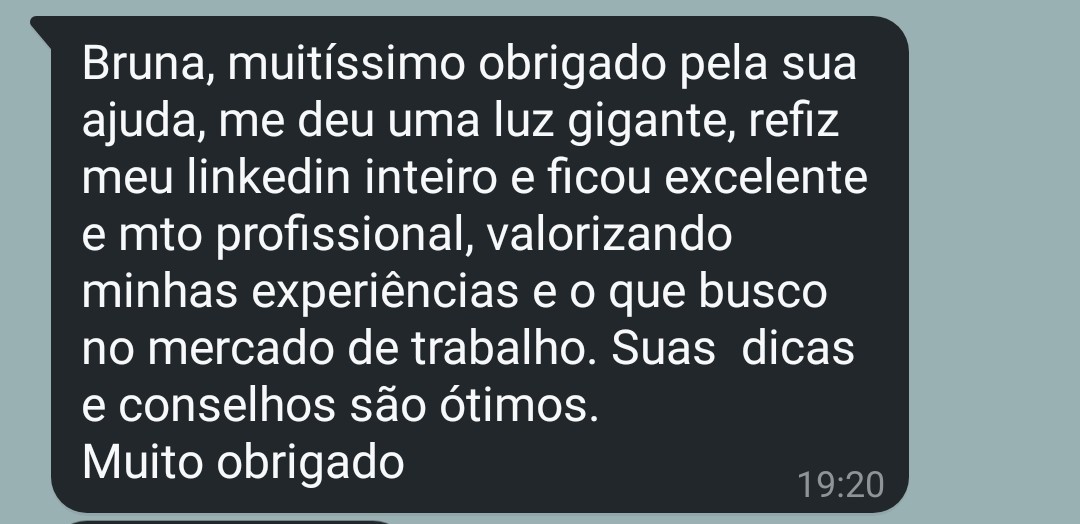 Bruna, muitíssimo obrigado pela sua
ajuda, me deu uma luz gigante, refiz
meu linkedin inteiro e ficou excelente
e mto profissional, valorizando
minhas experiências e o que busco
no mercado de trabalho. Suas  dicas
e conselhos são ótimos.
Muito obrigado
19:20